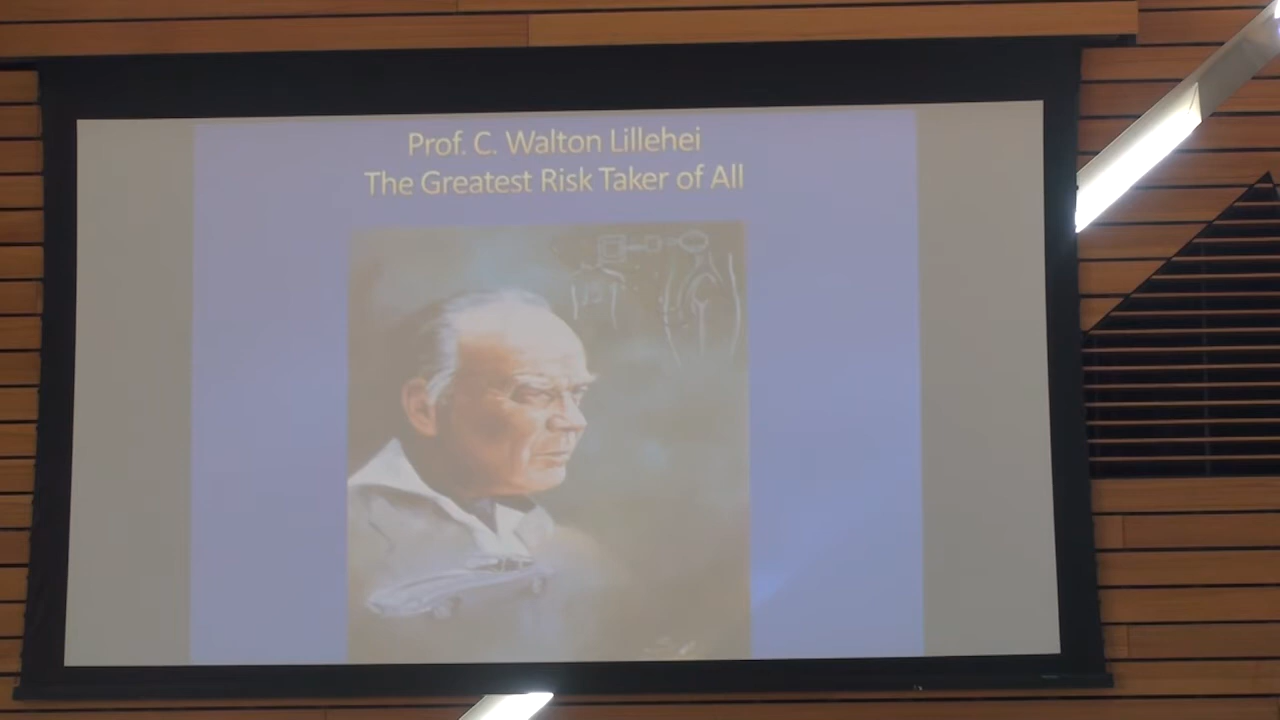 Prof. C. Walton Lillehei
The Greatest Risk Taker of All